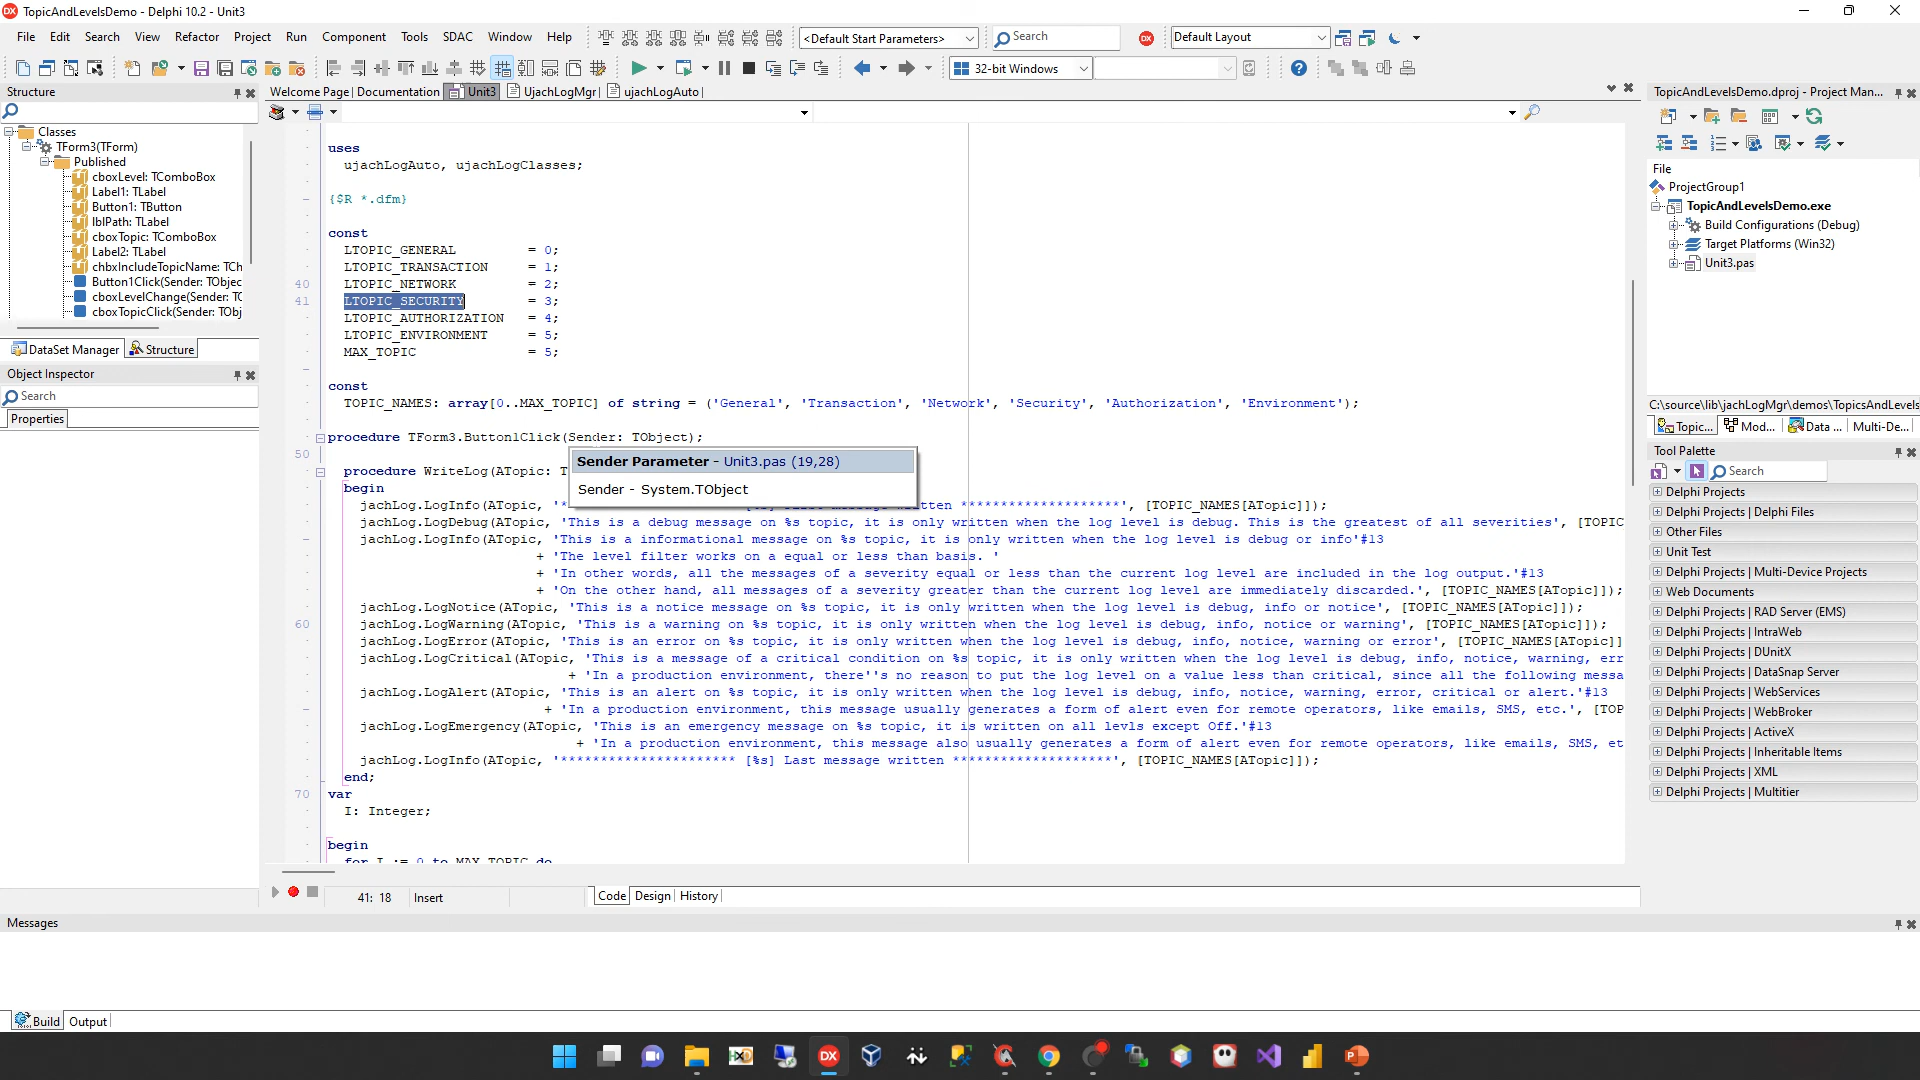 TopicAndLevelsDemo - Delphi 10.2 - Unit3
File Edit Search View Refactor Project Run Component Tools SDAC Window Help
<Default Start Parameters>
Search
Default Layout
32-bit Windows
Structure
Welcome Page Documentation Unit3 UjachLogMgr ujachLogAuto
TopicAndLevelsDemo.dproj - Project Man...
Classes
TForm3(TForm)
Published
cboxLevel: TComboBox
Label1: TLabel
Button1: TButton
lblPath: TLabel
cboxTopic: TComboBox
Label2: TLabel
chbxIncludeTopicName: TCh
Button1Click(Sender: TObjec
cboxLevelChange(Sender: TC
cboxTopicClick(Sender: TObj
DataSet Manager Structure
Object Inspector
Search
Properties
uses
ujachLogAuto, ujachLogClasses;
{$R *.dfm}
const
LTOPIC_GENERAL = 0;
LTOPIC_TRANSACTION = 1;
40 LTOPIC_NETWORK = 2;
41 LTOPIC_SECURITY = 3;
LTOPIC_AUTHORIZATION = 4;
LTOPIC_ENVIRONMENT = 5;
MAX_TOPIC = 5;
const
TOPIC_NAMES: array[0..MAX_TOPIC] of string = ('General', 'Transaction', 'Network', 'Security', 'Authorization', 'Environment');
procedure TForm3.Button1Click(Sender: TObject);
50
Sender Parameter - Unit3.pas (19,28)
Sender - System.TObject
procedure WriteLog(ATopic: T
begin
jachLog.LogInfo(ATopic, '* [%s] First message written ********************', [TOPIC_NAMES[ATopic]]);
jachLog.LogDebug(ATopic, 'This is a debug message on %s topic, it is only written when the log level is debug. This is the greatest of all severities', [TOPIC
jachLog.LogInfo(ATopic, 'This is a informational message on %s topic, it is only written when the log level is debug or info'#13
+ 'The level filter works on a equal or less than basis. '
+ 'In other words, all the messages of a severity equal or less than the current log level are included in the log output.'#13
+ 'On the other hand, all messages of a severity greater than the current log level are immediately discarded.', [TOPIC_NAMES[ATopic]]);
jachLog.LogNotice(ATopic, 'This is a notice message on %s topic, it is only written when the log level is debug, info or notice', [TOPIC_NAMES[ATopic]]);
60 jachLog.LogWarning(ATopic, 'This is a warning on %s topic, it is only written when the log level is debug, info, notice or warning', [TOPIC_NAMES[ATopic]]);
jachLog.LogError(ATopic, 'This is an error on %s topic, it is only written when the log level is debug, info, notice, warning or error', [TOPIC_NAMES[ATopic]]
jachLog.LogCritical(ATopic, 'This is a message of a critical condition on %s topic, it is only written when the log level is debug, info, notice, warning, err
+ 'In a production environment, there''s no reason to put the log level on a value less than critical, since all the following messa
jachLog.LogAlert(ATopic, 'This is an alert on %s topic, it is only written when the log level is debug, info, notice, warning, error, critical or alert.'#13
+ 'In a production environment, this message usually generates a form of alert even for remote operators, like emails, SMS, etc.', [TOP
jachLog.LogEmergency(ATopic, 'This is an emergency message on %s topic, it is written on all levls except Off.'#13
+ 'In a production environment, this message also usually generates a form of alert even for remote operators, like emails, SMS, et
jachLog.LogInfo(ATopic, '********************** [%s] Last message written ********************', [TOPIC_NAMES[ATopic]]);
end;
70 var
I: Integer;
begin
for I := 0 to MAX_TOPIC do
41: 18 Insert
Code Design History
File
ProjectGroup1
TopicAndLevelsDemo.exe
Build Configurations (Debug)
Target Platforms (Win32)
Unit3.pas
C:\source\lib\jachLogMgr\demos\TopicsAndLevels
Topic... Mod... Data ... Multi-De...
Tool Palette
Search
Delphi Projects
Delphi Projects | Delphi Files
Other Files
Unit Test
Delphi Projects | Multi-Device Projects
Web Documents
Delphi Projects | RAD Server (EMS)
Delphi Projects | IntraWeb
Delphi Projects | DUnitX
Delphi Projects | DataSnap Server
Delphi Projects | WebServices
Delphi Projects | WebBroker
Delphi Projects | ActiveX
Delphi Projects | Inheritable Items
Delphi Projects | XML
Delphi Projects | Multitier
Messages
Build Output